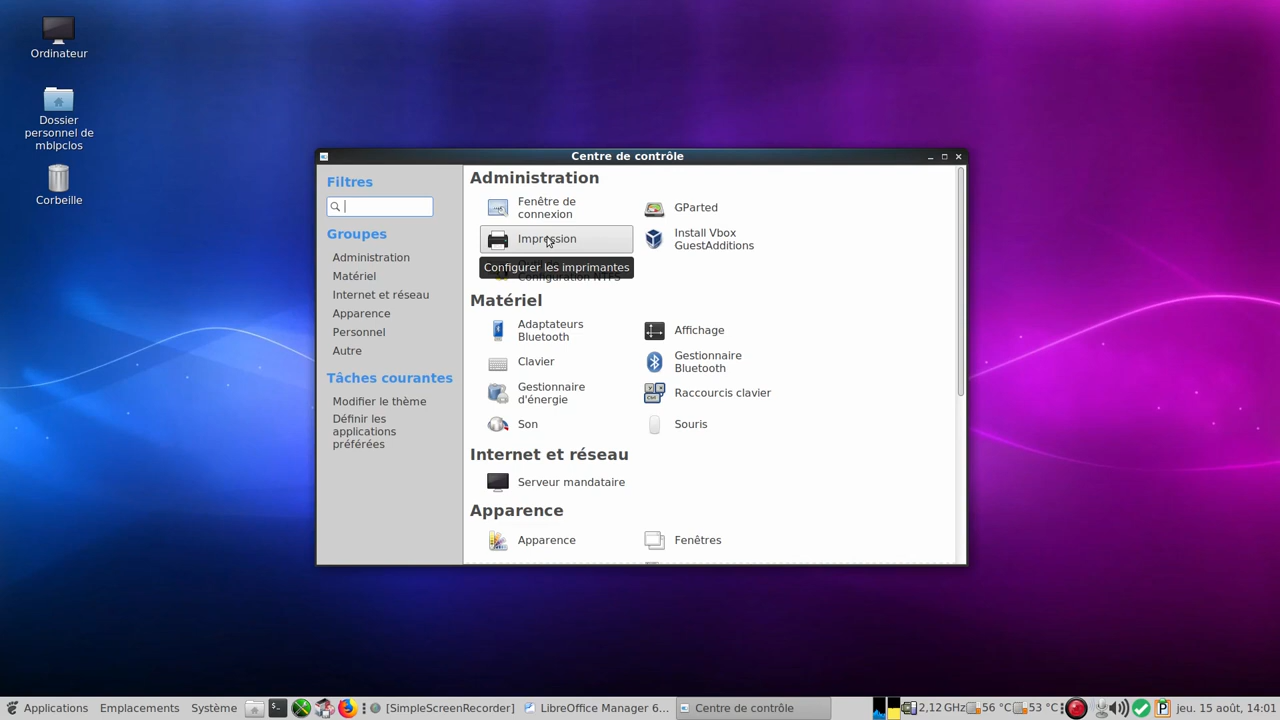 Ordinateur
Dossier
personnel de
mblpclos
Corbeille
Centre de contrôle
Filtres
Groupes
Administration
Matériel
Internet et réseau
Apparence
Personnel
Autre
Tâches courantes
Modifier le thème
Définir les
applications
préférées
Administration
Fenêtre de
connexion
GParted
Impression
Install Vbox
GuestAdditions
Configurer les imprimantes
Configuration NTFS
Matériel
Adaptateurs
Bluetooth
Affichage
Clavier
Gestionnaire
Bluetooth
Gestionnaire
d'énergie
Raccourcis clavier
Son
Souris
Internet et réseau
Serveur mandataire
Apparence
Apparence
Fenêtres
Applications
Emplacements
Système
[SimpleScreenRecorder]
LibreOffice Manager 6...
Centre de contrôle
2,12 GHz
56 °C
53 °C
jeu. 15 août, 14:01